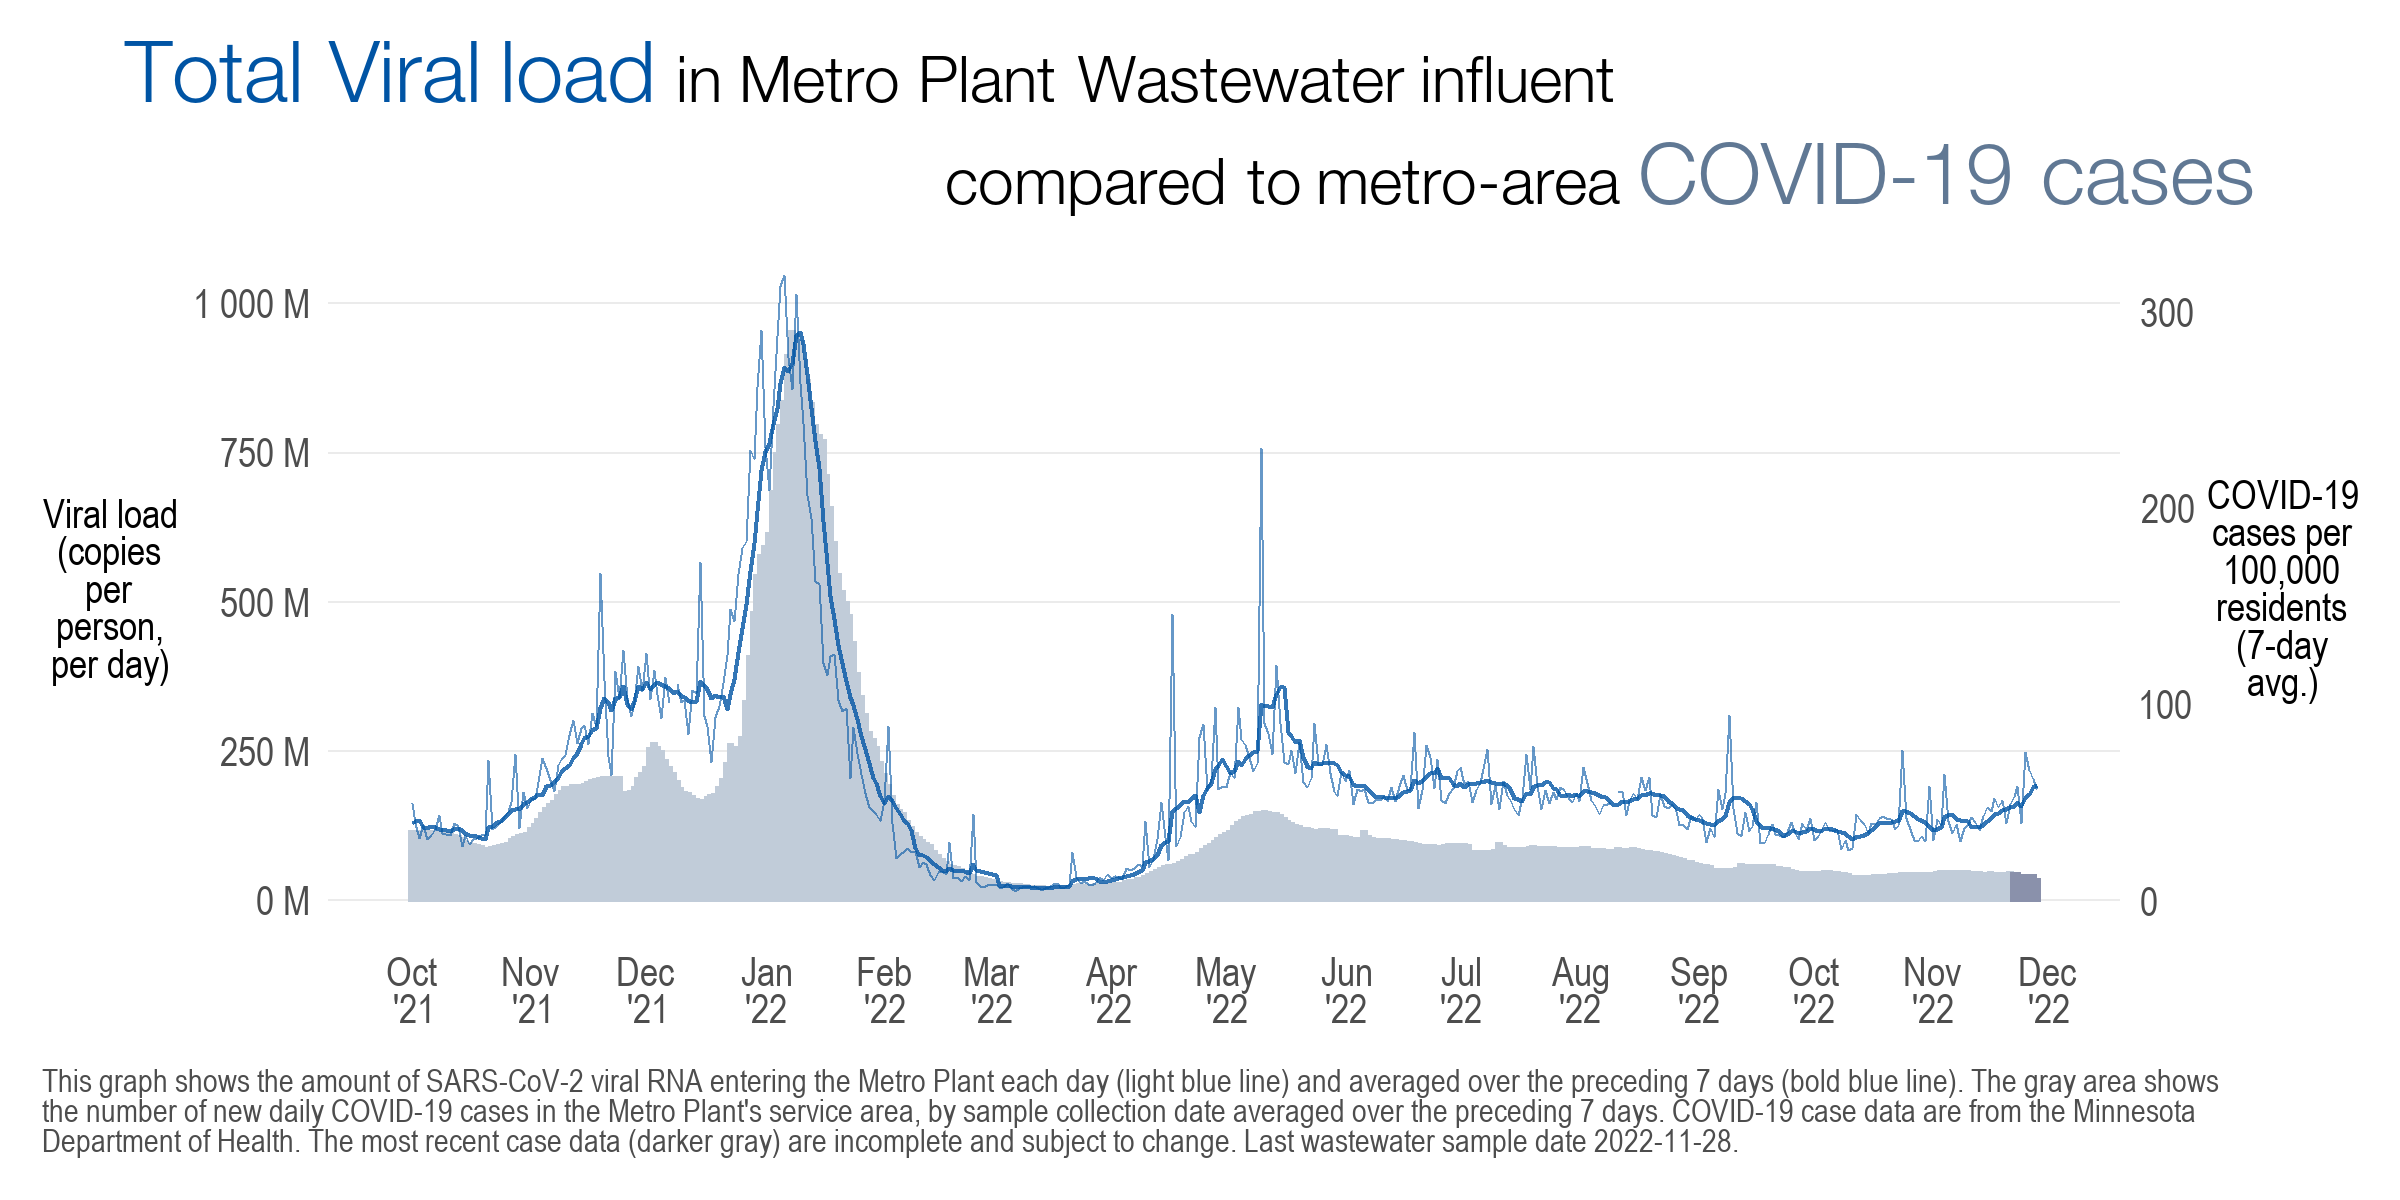 Total Viral load in Metro Plant Wastewater influent
compared to metro-area COVID-19 cases
1 000 M
750 M
500 M
250 M
0 M
Viral load
(copies
per
person,
per day)
300
200
100
0
COVID-19
cases per
100,000
residents
(7-day
avg.)
Oct Nov Dec Jan Feb Mar Apr May Jun Jul Aug Sep Oct Nov Dec
'21 '21 '21 '22 '22 '22 '22 '22 '22 '22 '22 '22 '22 '22 '22
This graph shows the amount of SARS-CoV-2 viral RNA entering the Metro Plant each day (light blue line) and averaged over the preceding 7 days (bold blue line). The gray area shows
the number of new daily COVID-19 cases in the Metro Plant's service area, by sample collection date averaged over the preceding 7 days. COVID-19 case data are from the Minnesota
Department of Health. The most recent case data (darker gray) are incomplete and subject to change. Last wastewater sample date 2022-11-28.